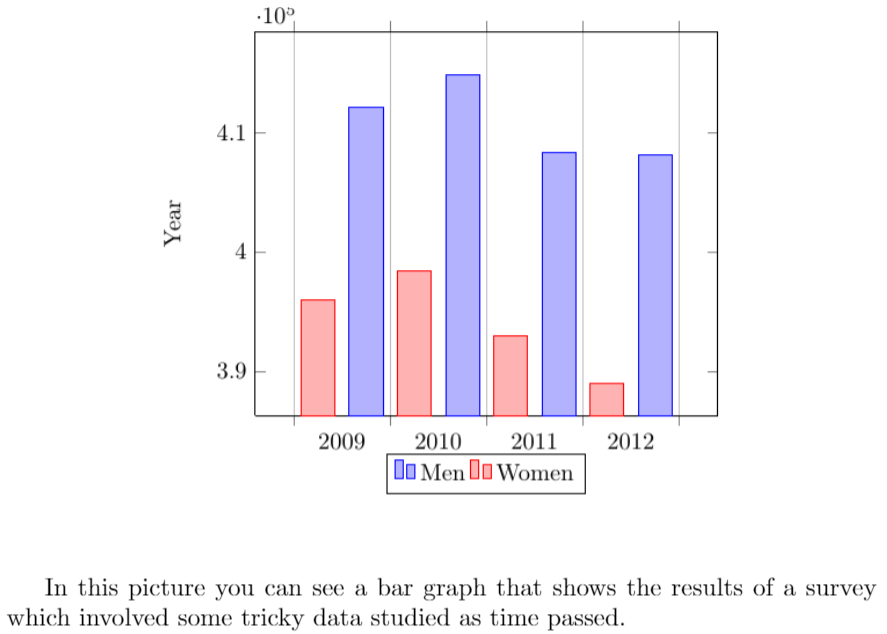 ·10⁵
4.1
Year
4
3.9
2009 2010 2011 2012
Men Women
In this picture you can see a bar graph that shows the results of a survey
which involved some tricky data studied as time passed.